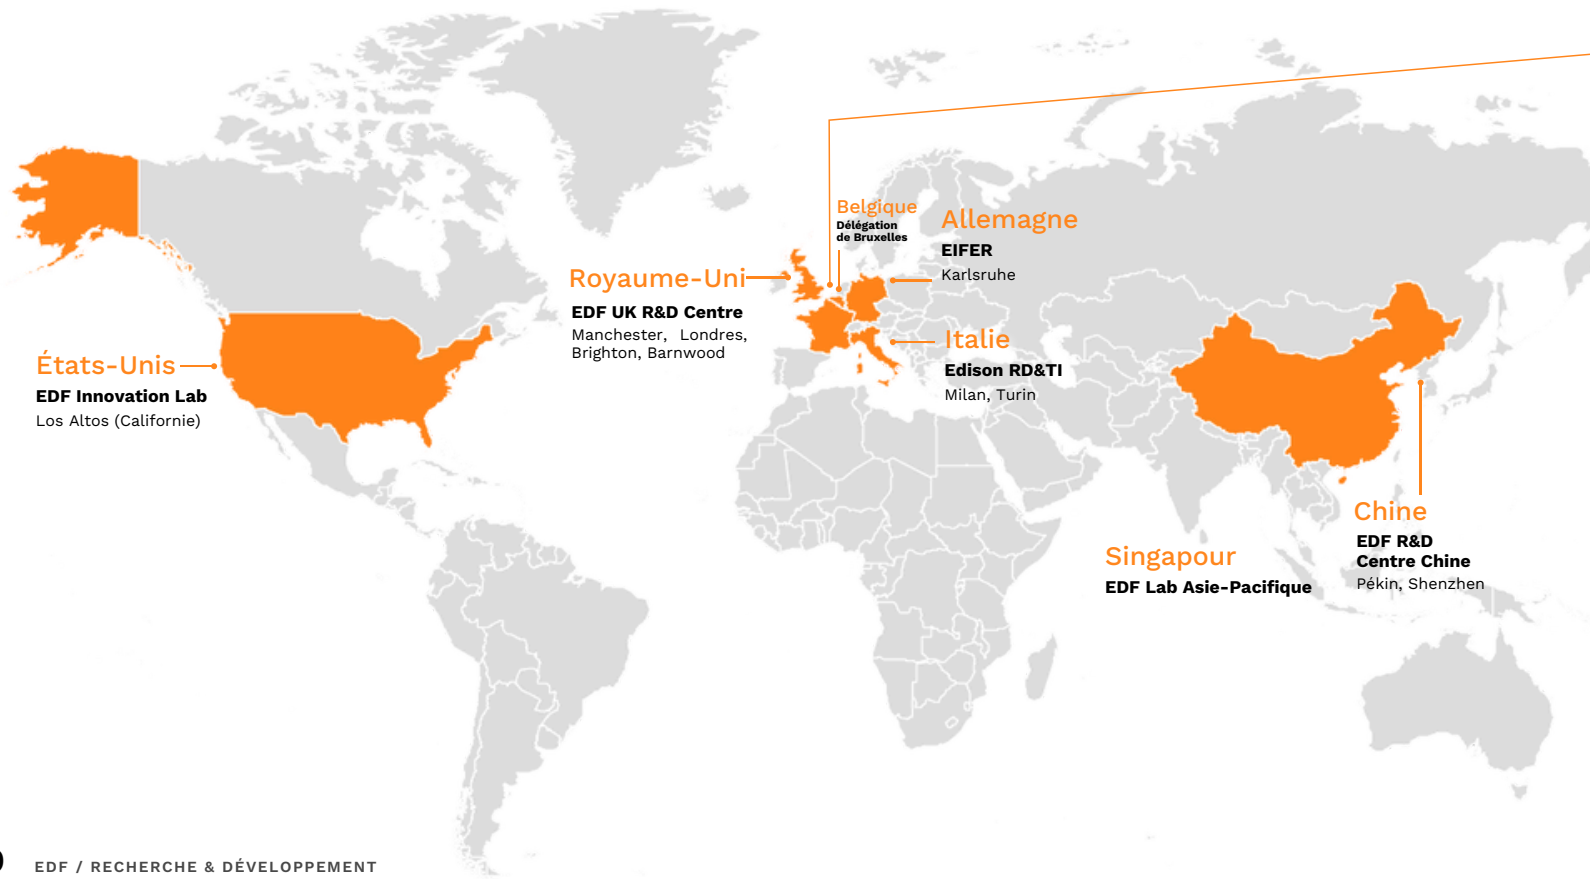 Belgique
Délégation
de Bruxelles
Allemagne
EIFER
Karlsruhe
Royaume-Uni
EDF UK R&D Centre
Manchester, Londres,
Brighton, Barnwood
Italie
Edison RD&TI
Milan, Turin
États-Unis
EDF Innovation Lab
Los Altos (Californie)
Chine
EDF R&D
Centre Chine
Pékin, Shenzhen
Singapour
EDF Lab Asie-Pacifique
EDF / RECHERCHE & DÉVELOPPEMENT